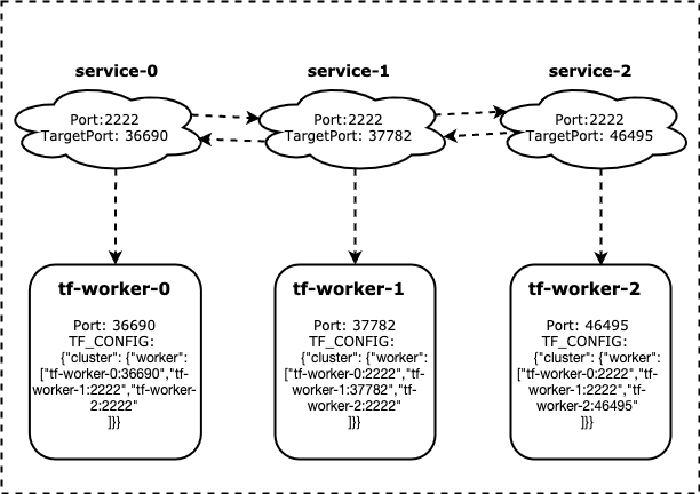 service-0
Port:2222
TargetPort: 36690
service-1
Port:2222
TargetPort: 37782
service-2
Port:2222
TargetPort: 46495
tf-worker-0
Port: 36690
TF_CONFIG:
{"cluster": {"worker":
["tf-worker-0:36690","tf-
worker-1:2222","tf-worker-
2:2222"
]}}
tf-worker-1
Port: 37782
TF_CONFIG:
{"cluster": {"worker":
["tf-worker-0:2222","tf-
worker-1:37782","tf-
worker-2:2222"
]}}
tf-worker-2
Port: 46495
TF_CONFIG:
{"cluster": {"worker":
["tf-worker-0:2222","tf-
worker-1:2222","tf-
worker-2:46495"
]}}